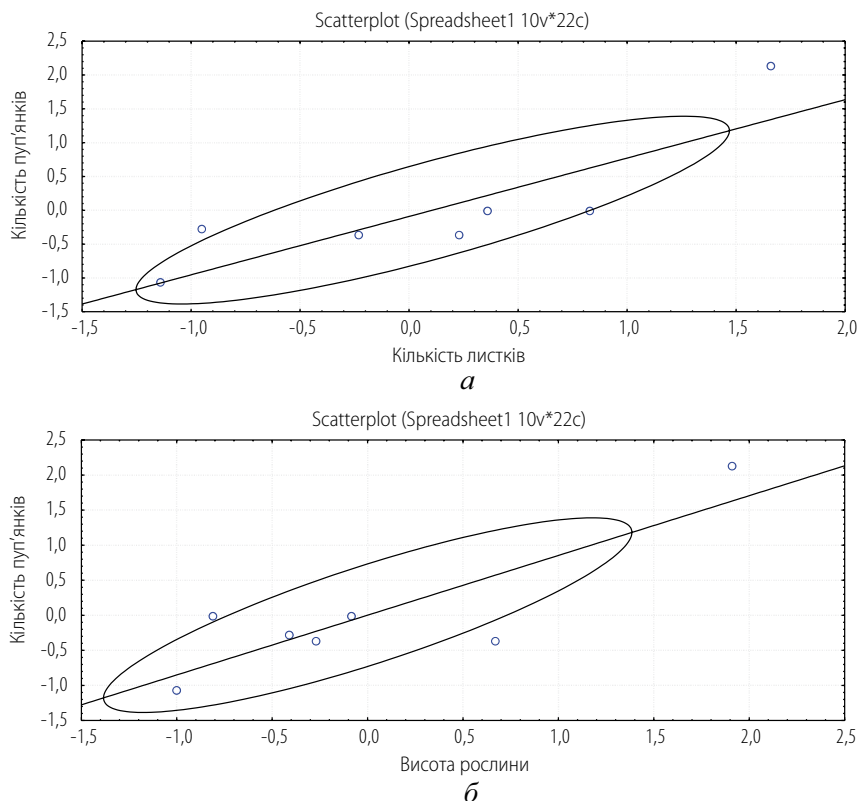 Scatterplot (Spreadsheet1 10v*22c)
2,5
2,0
1,5
1,0
0,5
0,0
-0,5
-1,0
-1,5
Кількість пуп'янків
-1,5 -1,0 -0,5 0,0 0,5 1,0 1,5 2,0
Кількість листків
а
Scatterplot (Spreadsheet1 10v*22c)
2,5
2,0
1,5
1,0
0,5
0,0
-0,5
-1,0
-1,5
Кількість пуп'янків
-1,5 -1,0 -0,5 0,0 0,5 1,0 1,5 2,0 2,5
Висота рослини
б